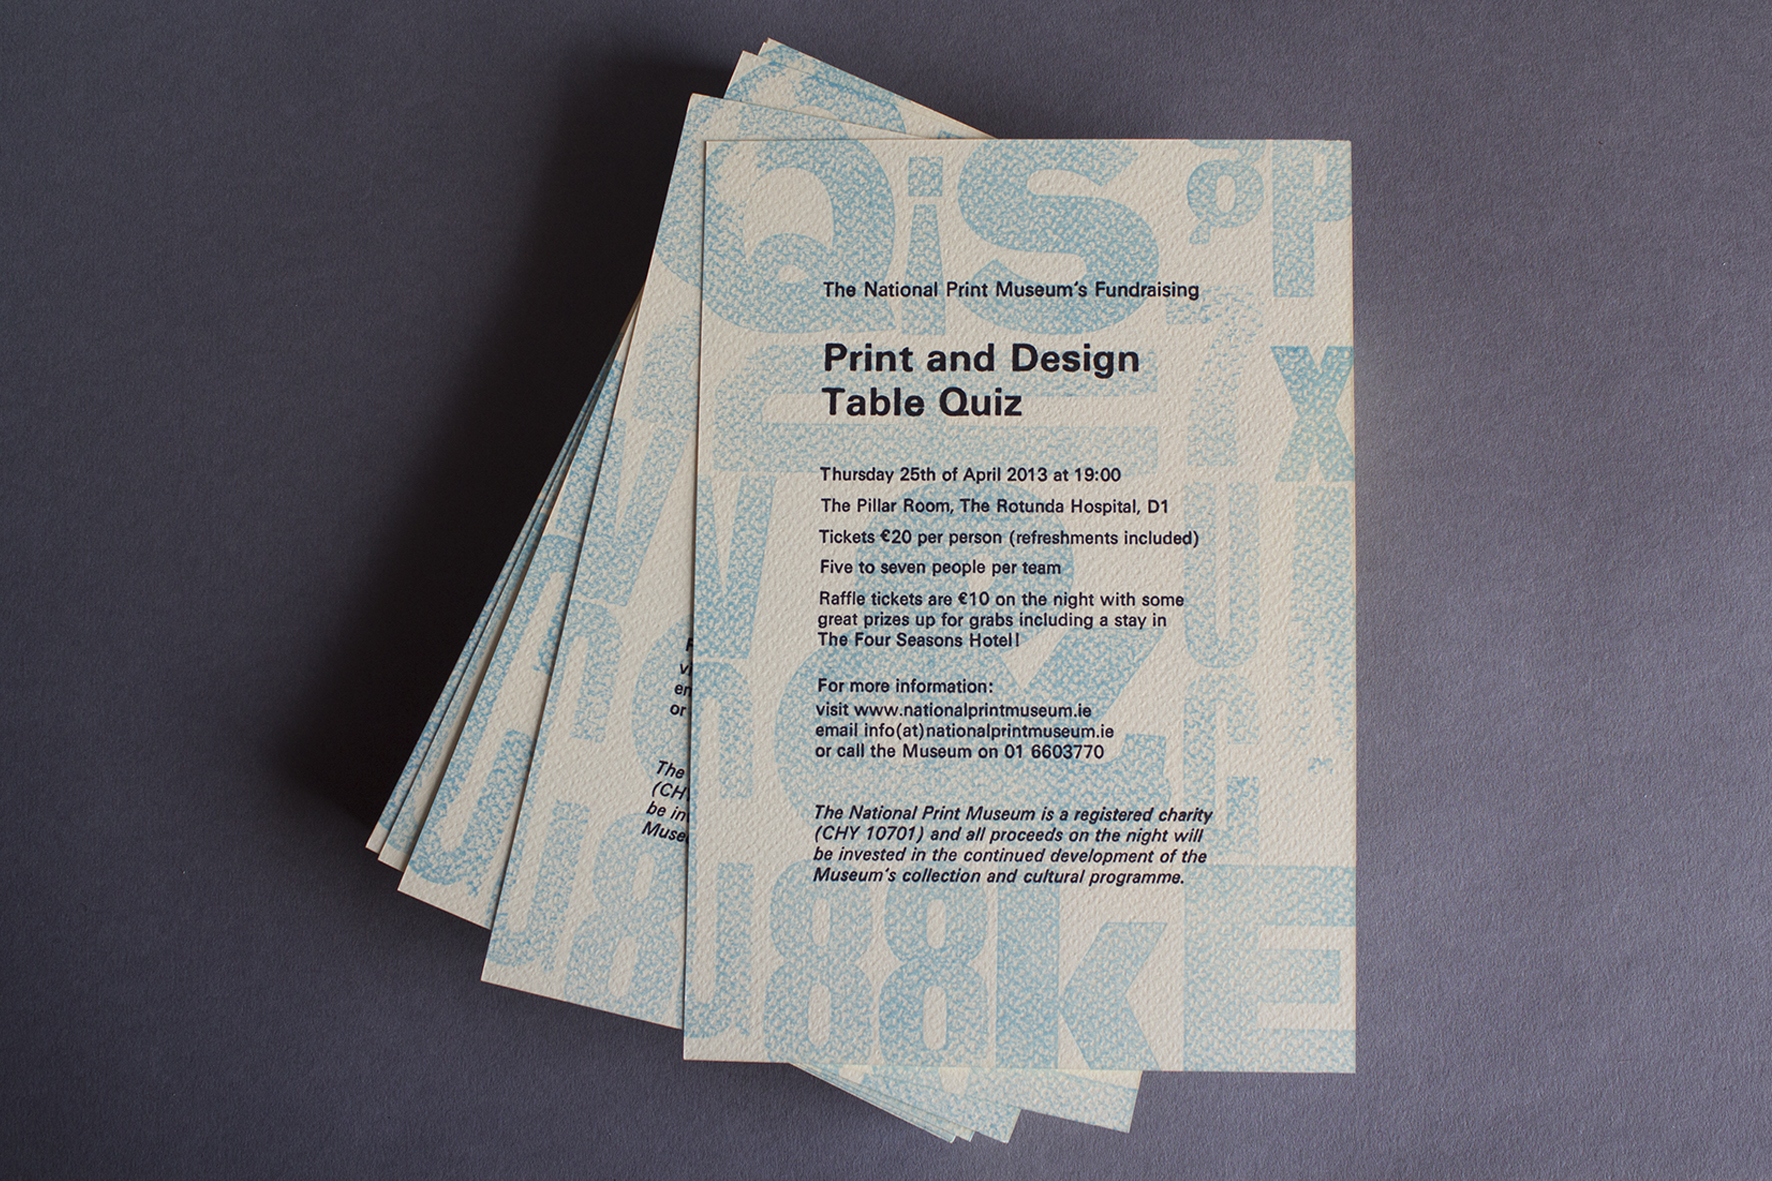 The National Print Museum's Fundraising
Print and Design
Table Quiz
Thursday 25th of April 2013 at 19:00
The Pillar Room, The Rotunda Hospital, D1
Tickets €20 per person (refreshments included)
Five to seven people per team
Raffle tickets are €10 on the night with some
great prizes up for grabs including a stay in
The Four Seasons Hotel!
For more information:
visit www.nationalprintmuseum.ie
email info(at)nationalprintmuseum.ie
or call the Museum on 01 6603770
The National Print Museum is a registered charity
(CHY 10701) and all proceeds on the night will
be invested in the continued development of the
Museum's collection and cultural programme.